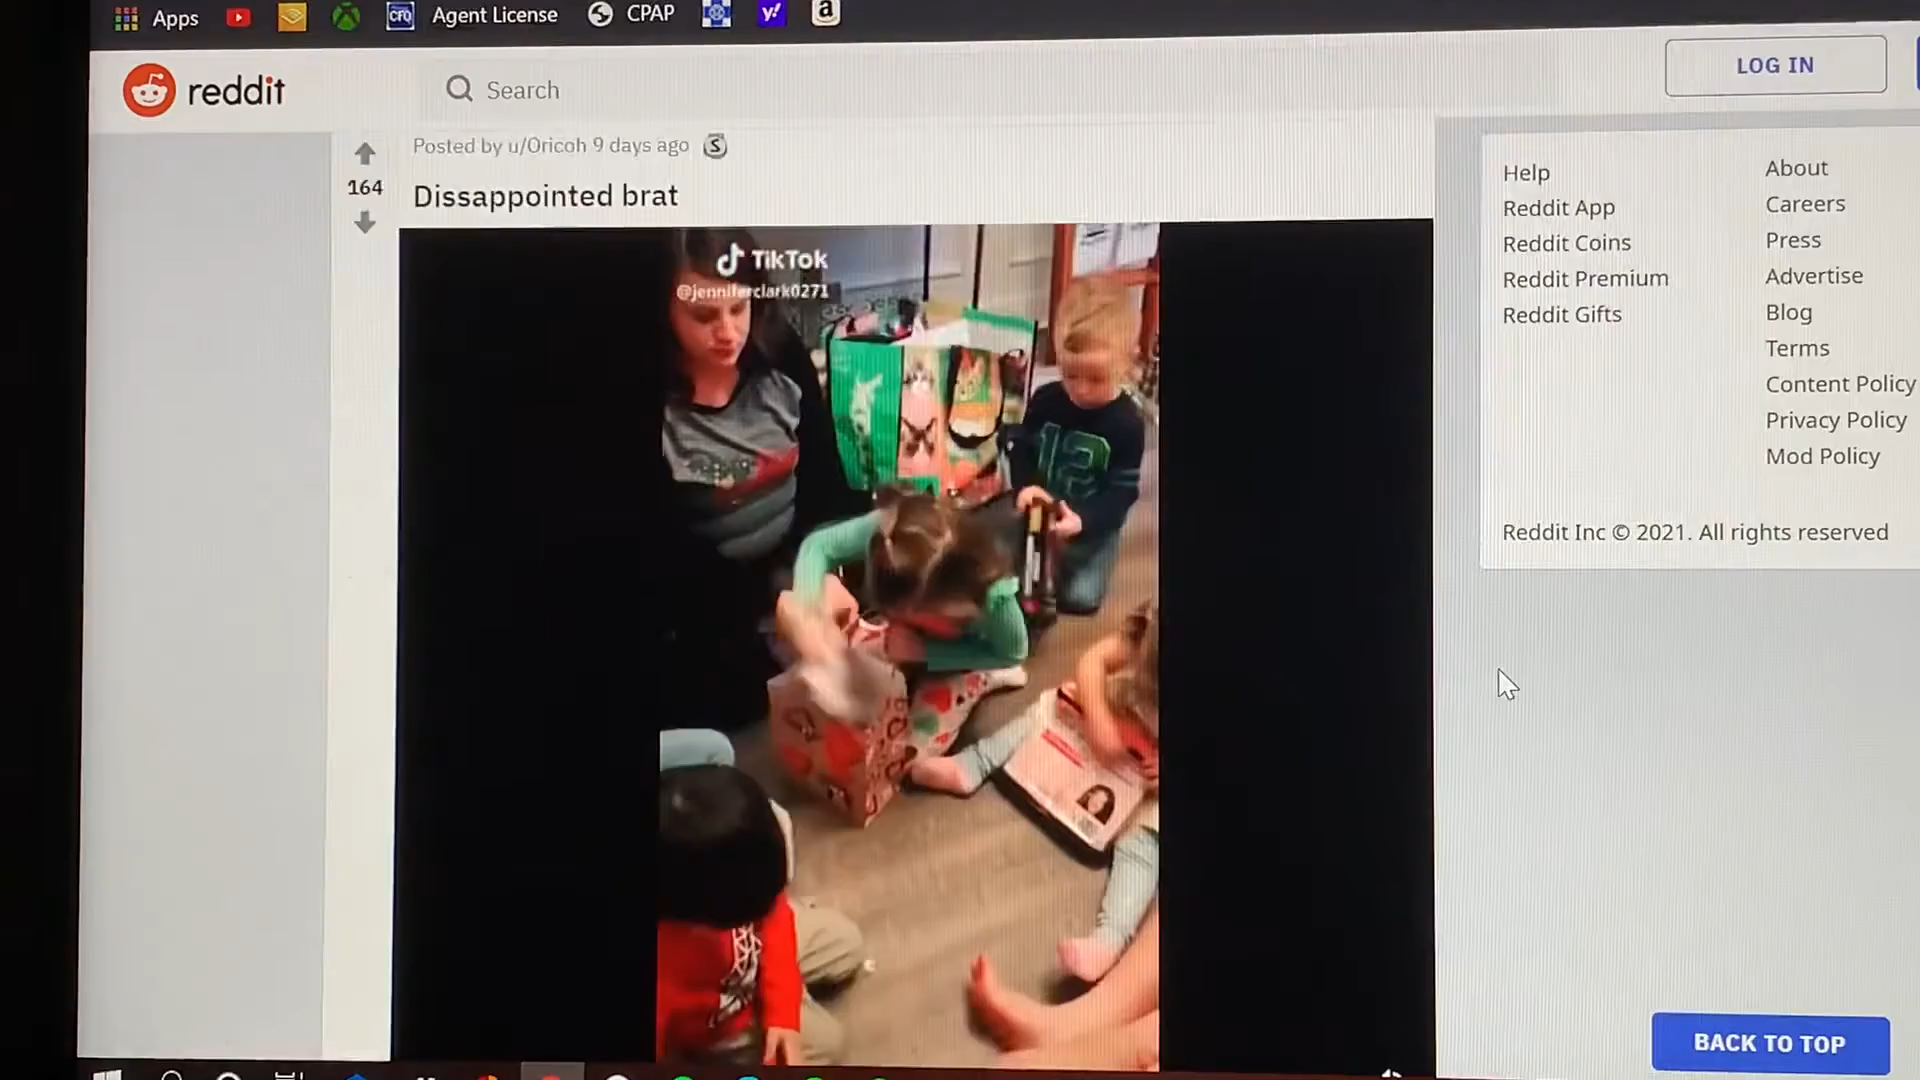 Apps
CFQ
Agent License
CPAP
y!
a
reddit
Search
LOG IN
Posted by u/Oricoh 9 days ago
S
164
Dissappointed brat
TikTok
@jenniferclark0271
12
Help
Reddit App
Reddit Coins
Reddit Premium
Reddit Gifts
About
Careers
Press
Advertise
Blog
Terms
Content Policy
Privacy Policy
Mod Policy
Reddit Inc © 2021. All rights reserved
BACK TO TOP